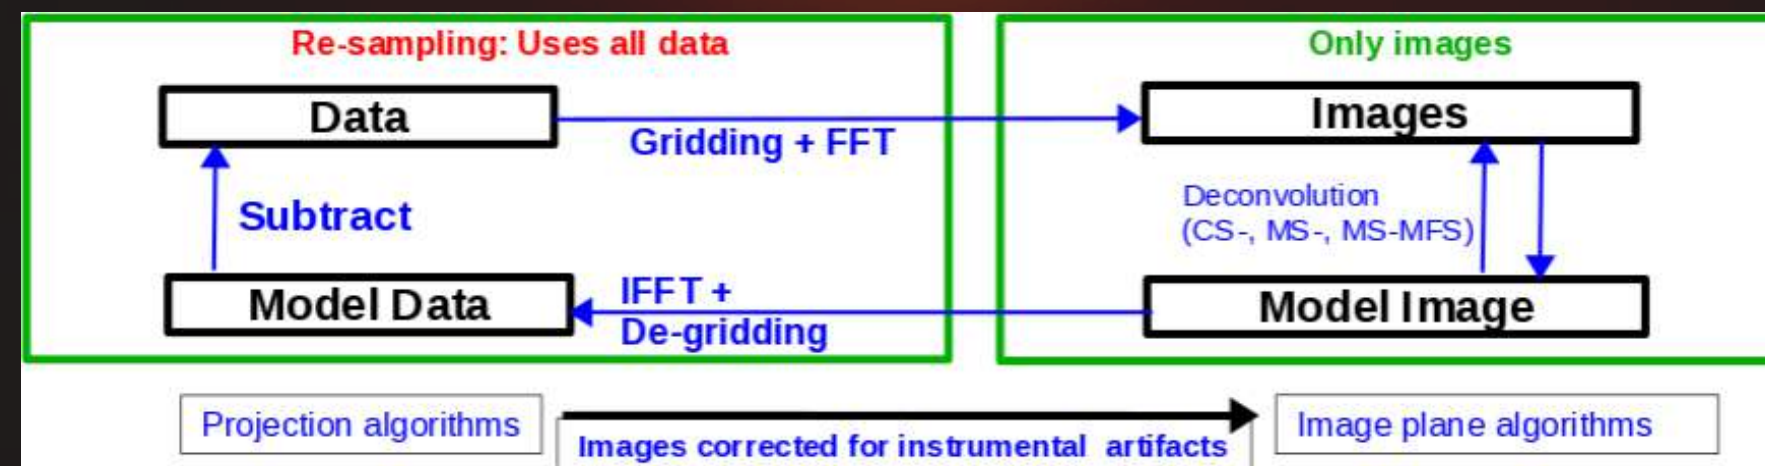 Re-sampling: Uses all data
Only images
Data
Images
Gridding + FFT
Deconvolution
(CS-, MS-, MS-MFS)
Subtract
Model Data
IFFT +
De-gridding
Model Image
Projection algorithms
Images corrected for instrumental artifacts
Image plane algorithms